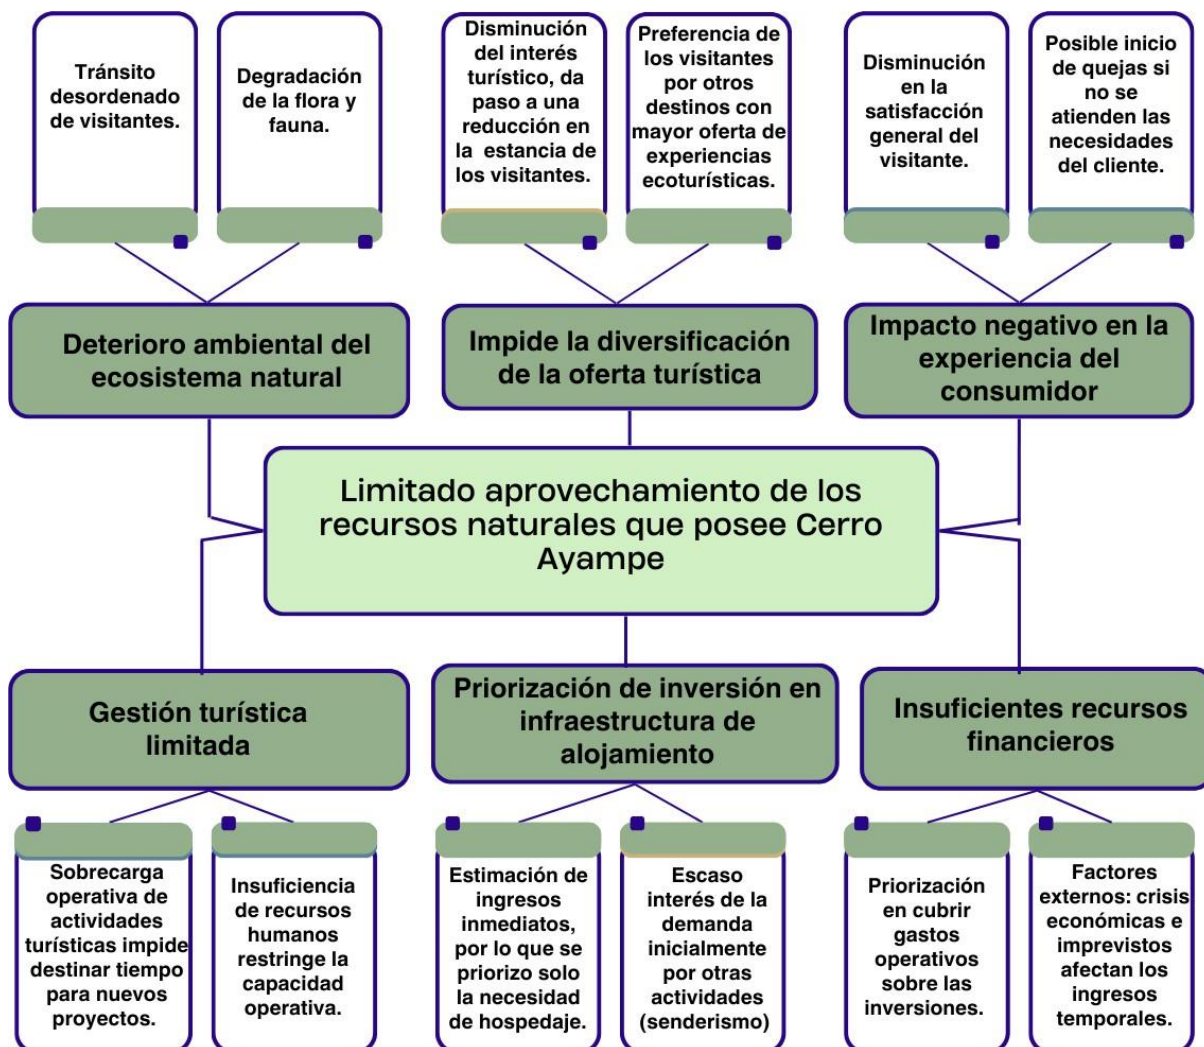 Tránsito
desordenado
de visitantes.
Degradación
de la flora y
fauna.
Disminución
del interés
turístico, da
paso a una
reducción en
la estancia de
los visitantes.
Preferencia de
los visitantes
por otros
destinos con
mayor oferta de
experiencias
ecoturísticas.
Disminución
en la
satisfacción
general del
visitante.
Posible inicio
de quejas si
no se
atienden las
necesidades
del cliente.
Deterioro ambiental del
ecosistema natural
Impide la diversificación
de la oferta turística
Impacto negativo en la
experiencia del
consumidor
Limitado aprovechamiento de los
recursos naturales que posee Cerro
Ayampe
Gestión turística
limitada
Priorización de inversión en
infraestructura de
alojamiento
Insuficientes recursos
financieros
Sobrecarga
operativa de
actividades
turísticas impide
destinar tiempo
para nuevos
proyectos.
Insuficiencia
de recursos
humanos
restringe la
capacidad
operativa.
Estimación de
ingresos
inmediatos,
por lo que se
priorizo solo
la necesidad
de hospedaje.
Escaso
interés de la
demanda
inicialmente
por otras
actividades
(senderismo)
Priorización
en cubrir
gastos
operativos
sobre las
inversiones.
Factores
externos: crisis
económicas e
imprevistos
afectan los
ingresos
temporales.